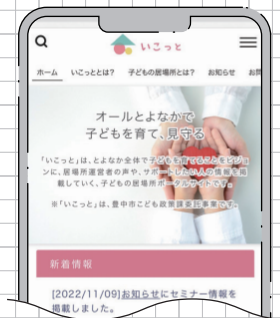 いこっと
ホーム いこっととは? 子どもの居場所とは? お知らせ お問
オールとよなかで
子どもを育て、見守る
「いこっと」は、とよなか全体で子どもを育てることをビジョ
ンに、居場所運営者の声や、サポートしたい人の情報を掲
載していく、子どもの居場所ポータルサイトです。
※「いこっと」は、豊中市こども政策課委託事業です。
新着情報
[2022/11/09]お知らせにセミナー情報を
掲載しました。